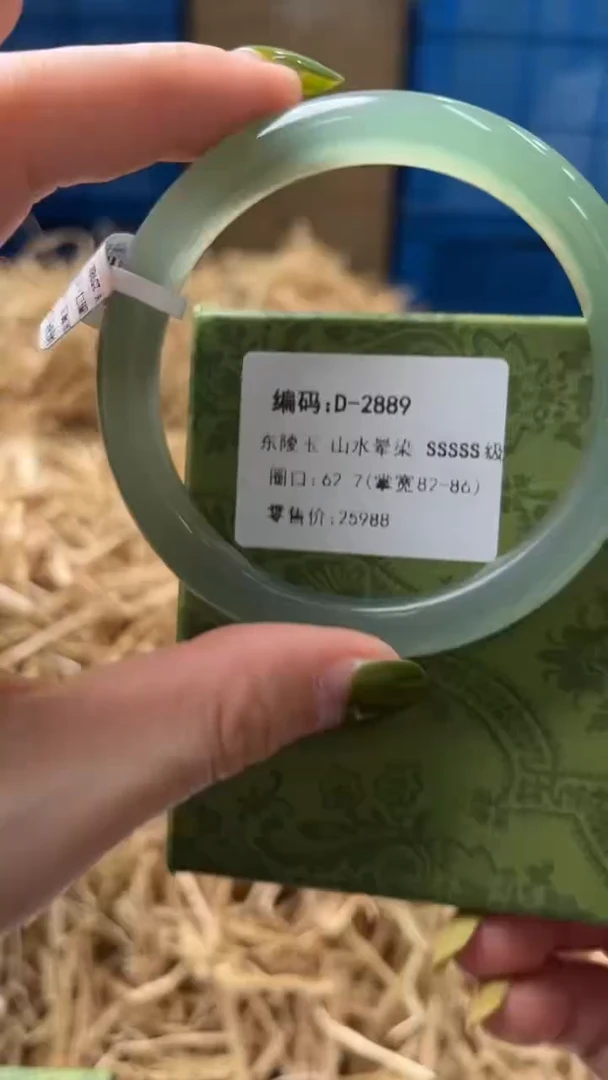 编码:D-2889
东陵玉 山水晕染 SSSSS级
圈口:62.7(掌宽82-86)
零售价:25988